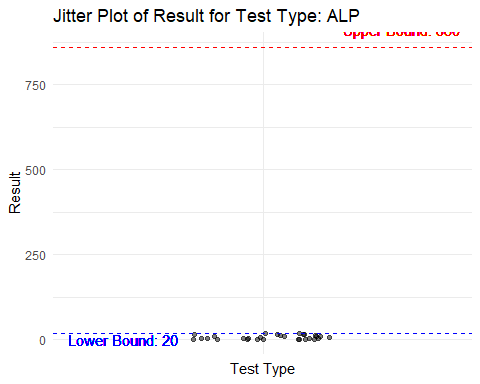 Jitter Plot of Result for Test Type: ALP
Upper Bound: 860
750
500
250
0
Lower Bound: 20
Result
Test Type